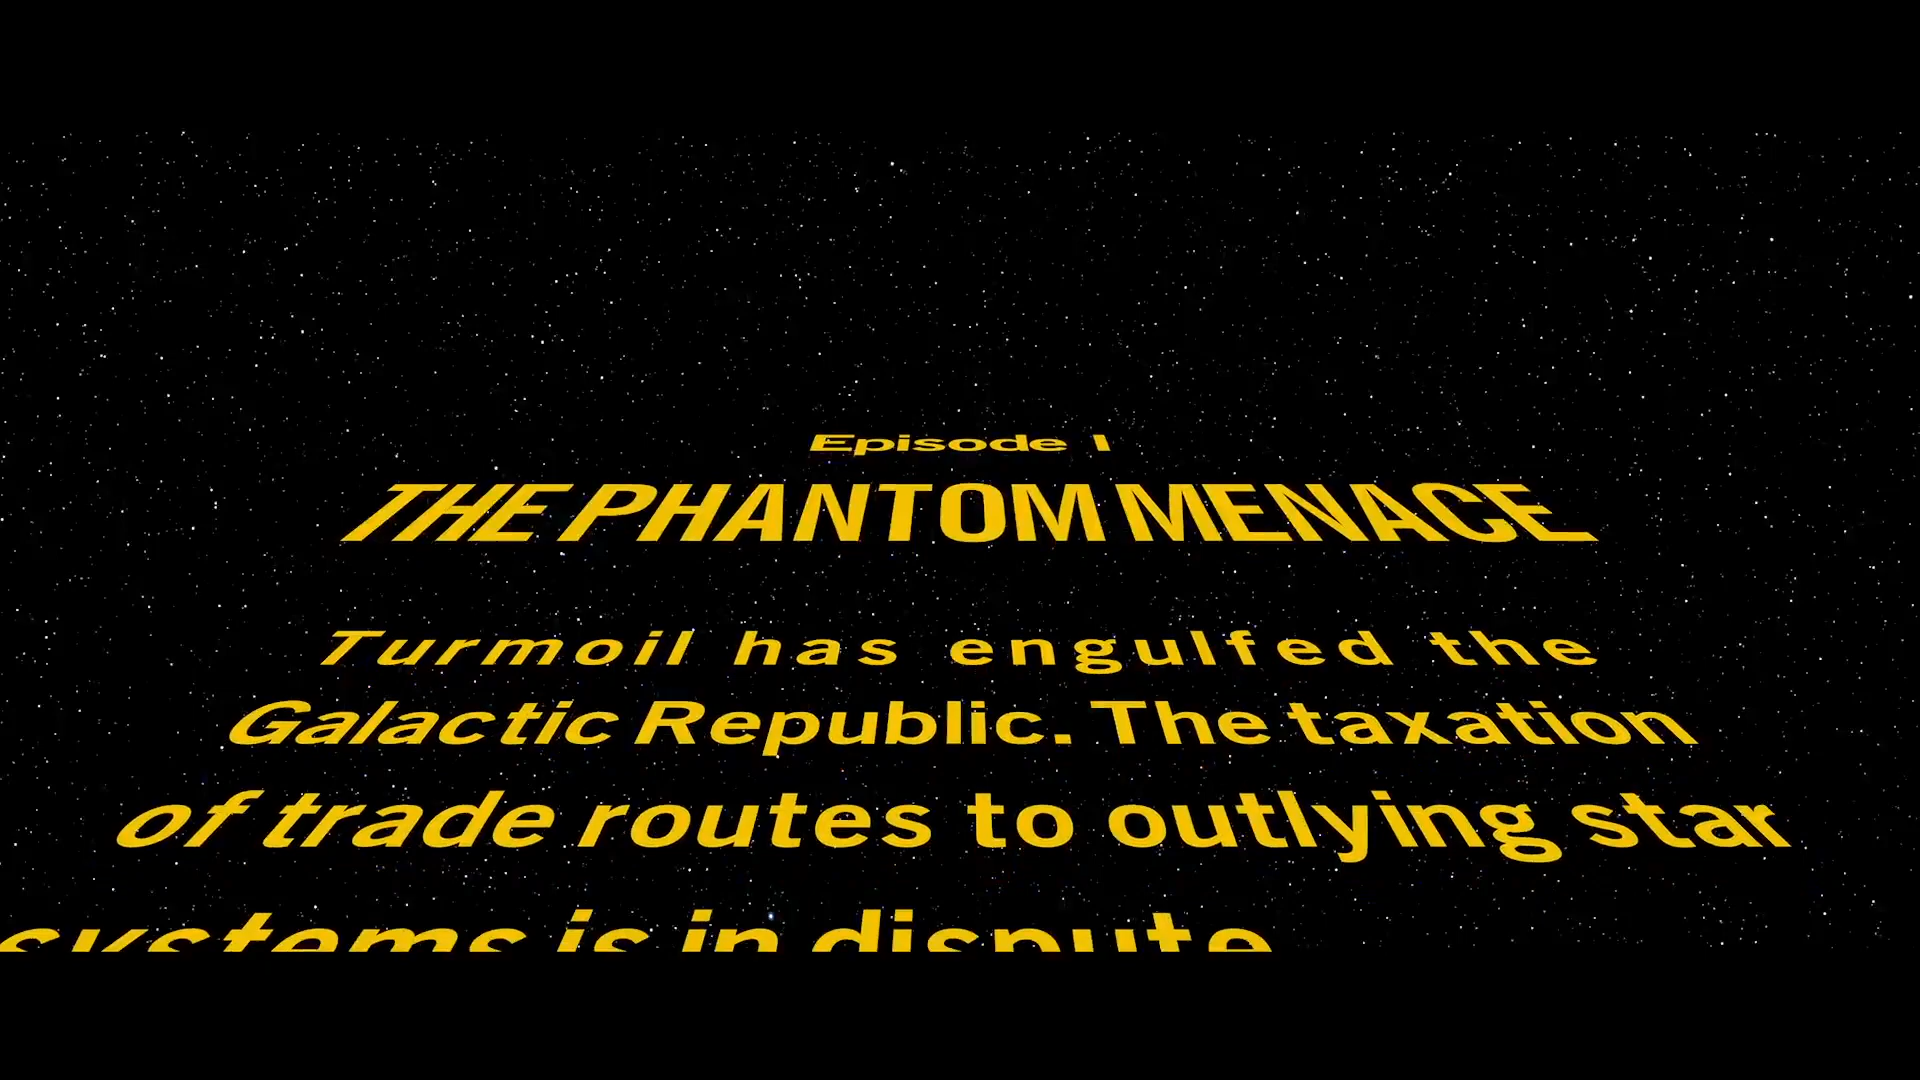 Episode I
THE PHANTOM MENACE
Turmoil has engulfed the
Galactic Republic. The taxation
of trade routes to outlying star
systems is in dispute